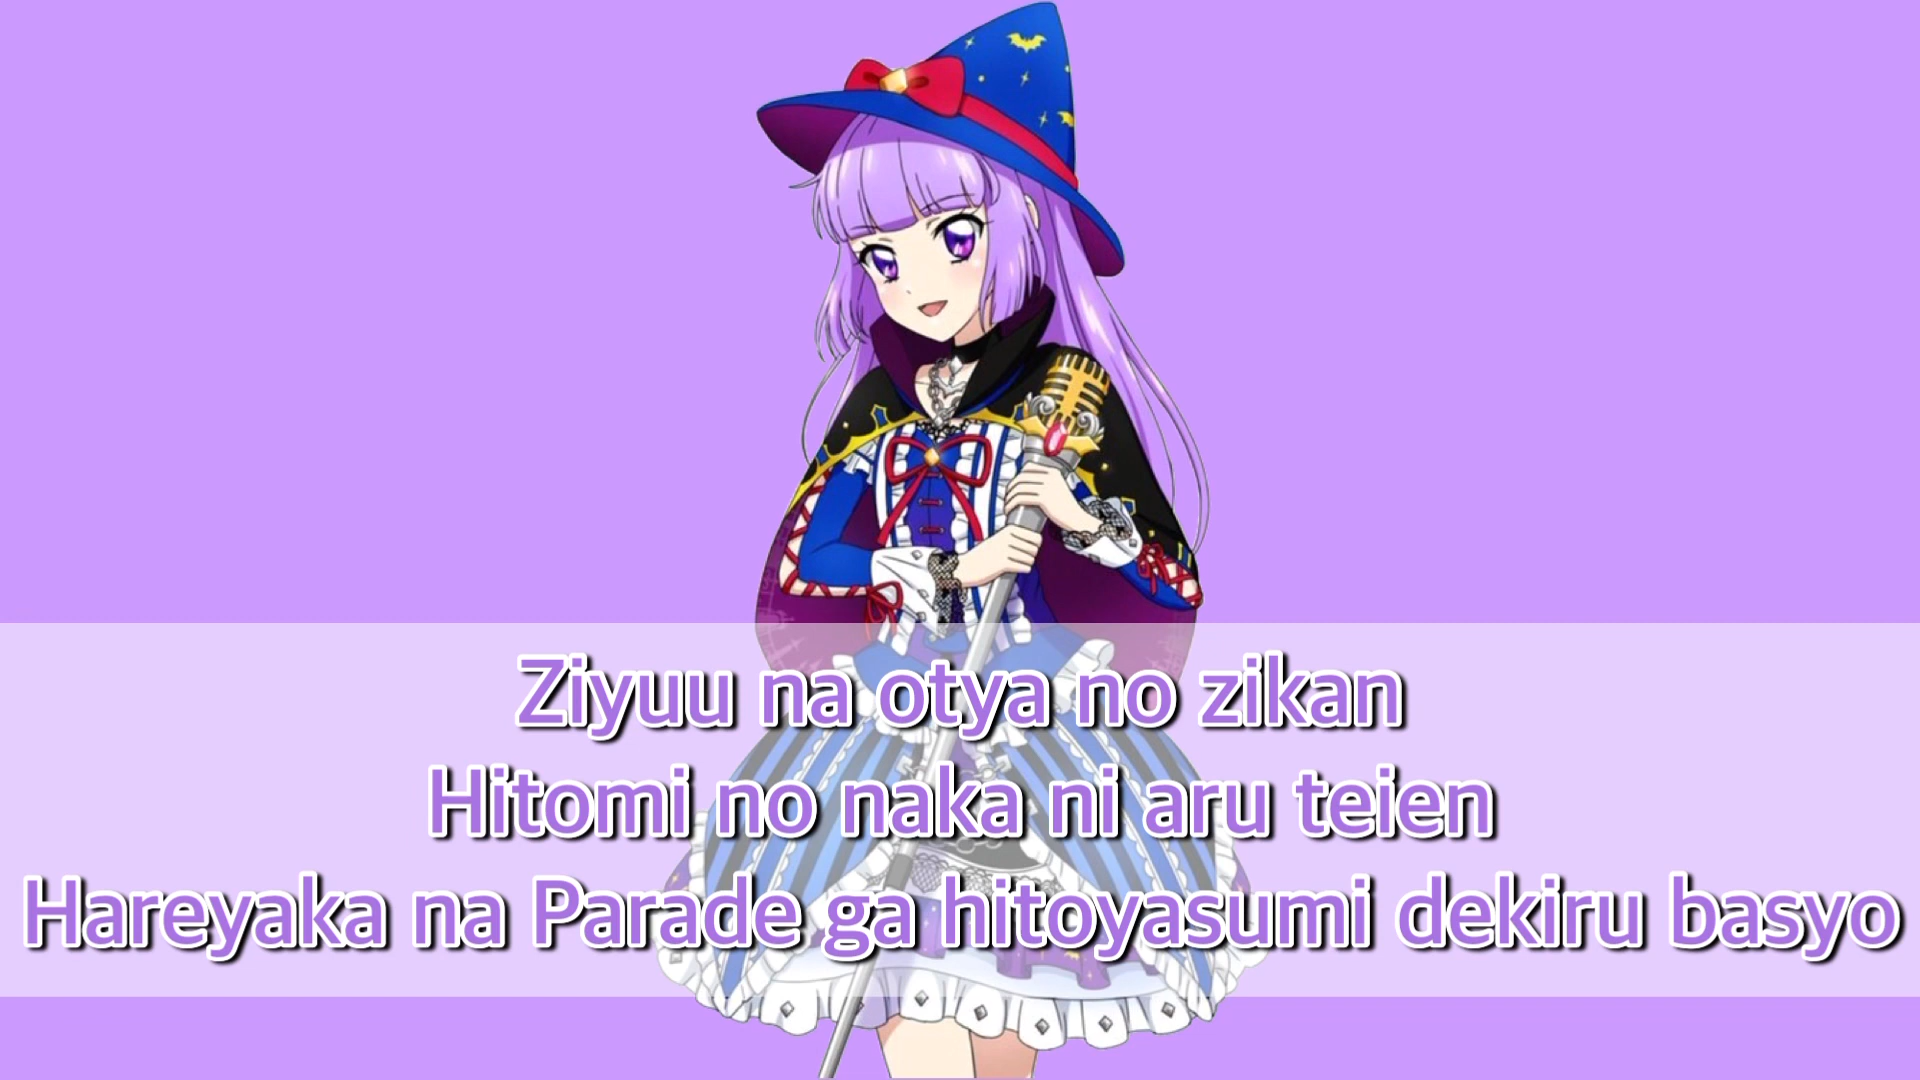 Ziyuu na otya no zikan
Hitomi no naka ni aru teien
Hareyaka na Parade ga hitoyasumi dekiru basyo